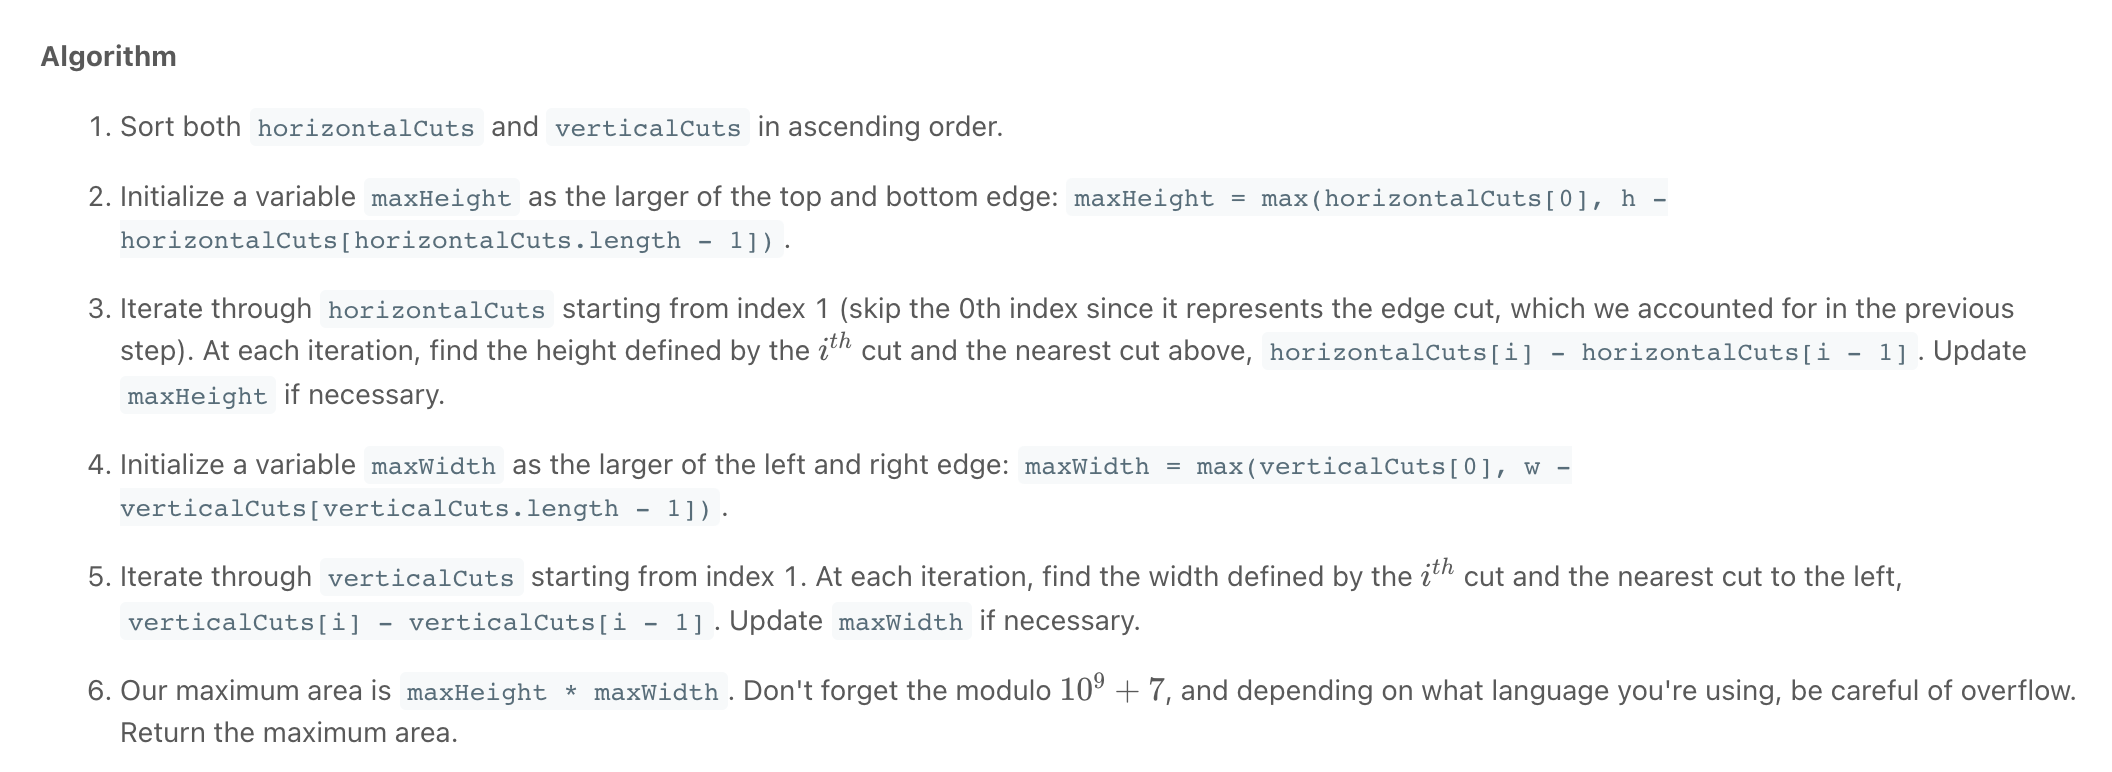 Algorithm
1. Sort both horizontalCuts and verticalCuts in ascending order.
2. Initialize a variable maxHeight as the larger of the top and bottom edge: maxHeight = max(horizontalCuts[0], h -
horizontalCuts[horizontalCuts.length - 1]).
3. Iterate through horizontalCuts starting from index 1 (skip the 0th index since it represents the edge cut, which we accounted for in the previous
step). At each iteration, find the height defined by the i^{th} cut and the nearest cut above, horizontalCuts[i] - horizontalCuts[i - 1]. Update
maxHeight if necessary.
4. Initialize a variable maxWidth as the larger of the left and right edge: maxWidth = max(verticalCuts[0], w -
verticalCuts[verticalCuts.length - 1]).
5. Iterate through verticalCuts starting from index 1. At each iteration, find the width defined by the i^{th} cut and the nearest cut to the left,
verticalCuts[i] - verticalCuts[i - 1]. Update maxWidth if necessary.
6. Our maximum area is maxHeight * maxWidth. Don't forget the modulo 10^9 + 7, and depending on what language you're using, be careful of overflow.
Return the maximum area.